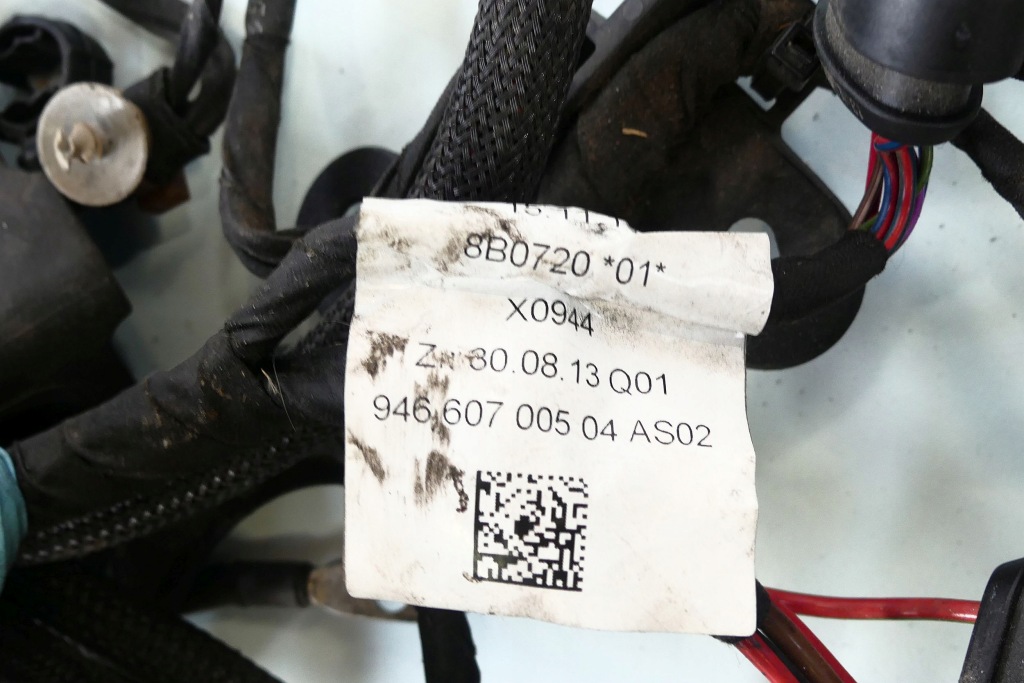 8B0720 *01*
X0944
30.08.13 Q01
946 607 005 04 AS02